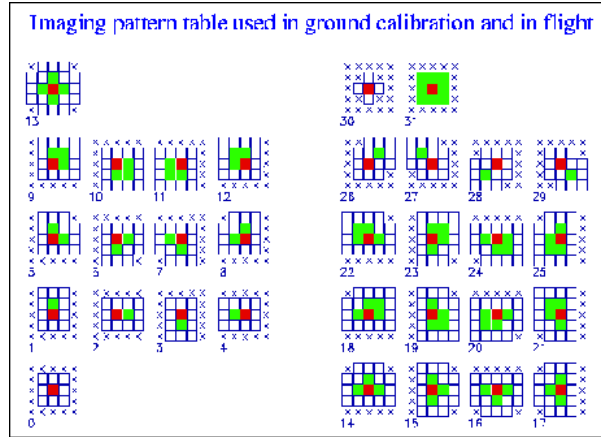 Imaging pattern table used in ground calibration and in flight
13 30 31
9 10 11 12 26 27 28 29
5 6 7 8 22 23 24 25
1 2 3 4 18 19 20 21
0 14 15 16 17